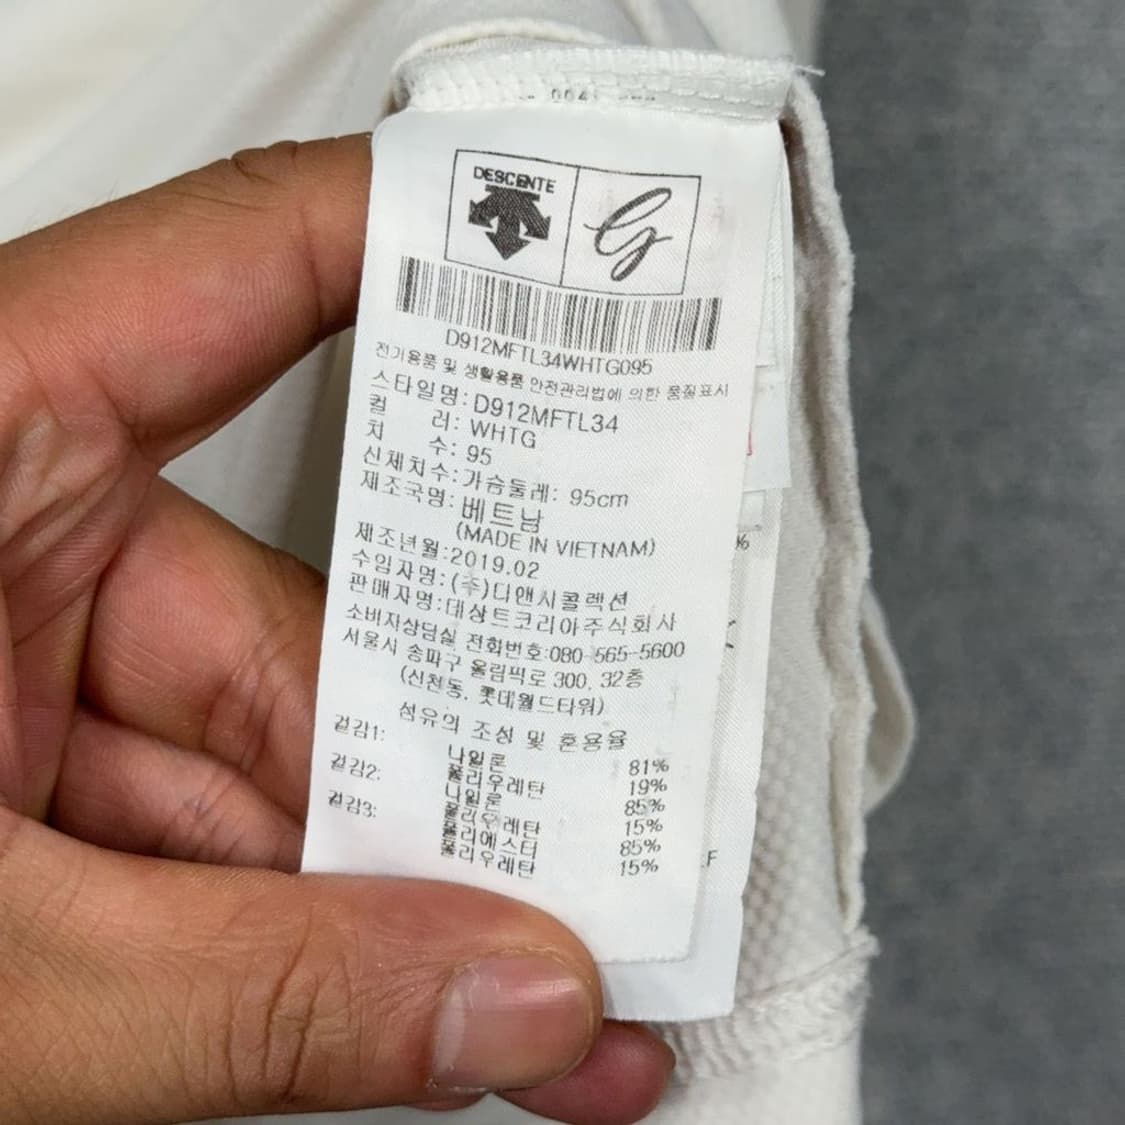 DESCENTE
G
D912MFTL34WHTG095
전기용품 및 생활용품 안전관리법에 의한 품질표시
스타일명: D912MFTL34
컬 러: WHTG
치 수: 95
신체치수: 가슴둘레: 95cm
제조국명: 베트남
(MADE IN VIETNAM)
제조년월: 2019.02
수입자명: (주)디앤시콜렉션
판매자명: 데상트코리아주식회사
소비자상담실 전화번호: 080-565-5600
서울시 송파구 올림픽로 300, 32층
(신천동, 롯데월드타워)
섬유의 조성 및 혼용율
겉감1: 나일론 81%
폴리우레탄 19%
겉감2: 나일론 85%
폴리우레탄 15%
겉감3: 폴리에스터 85%
폴리우레탄 15%